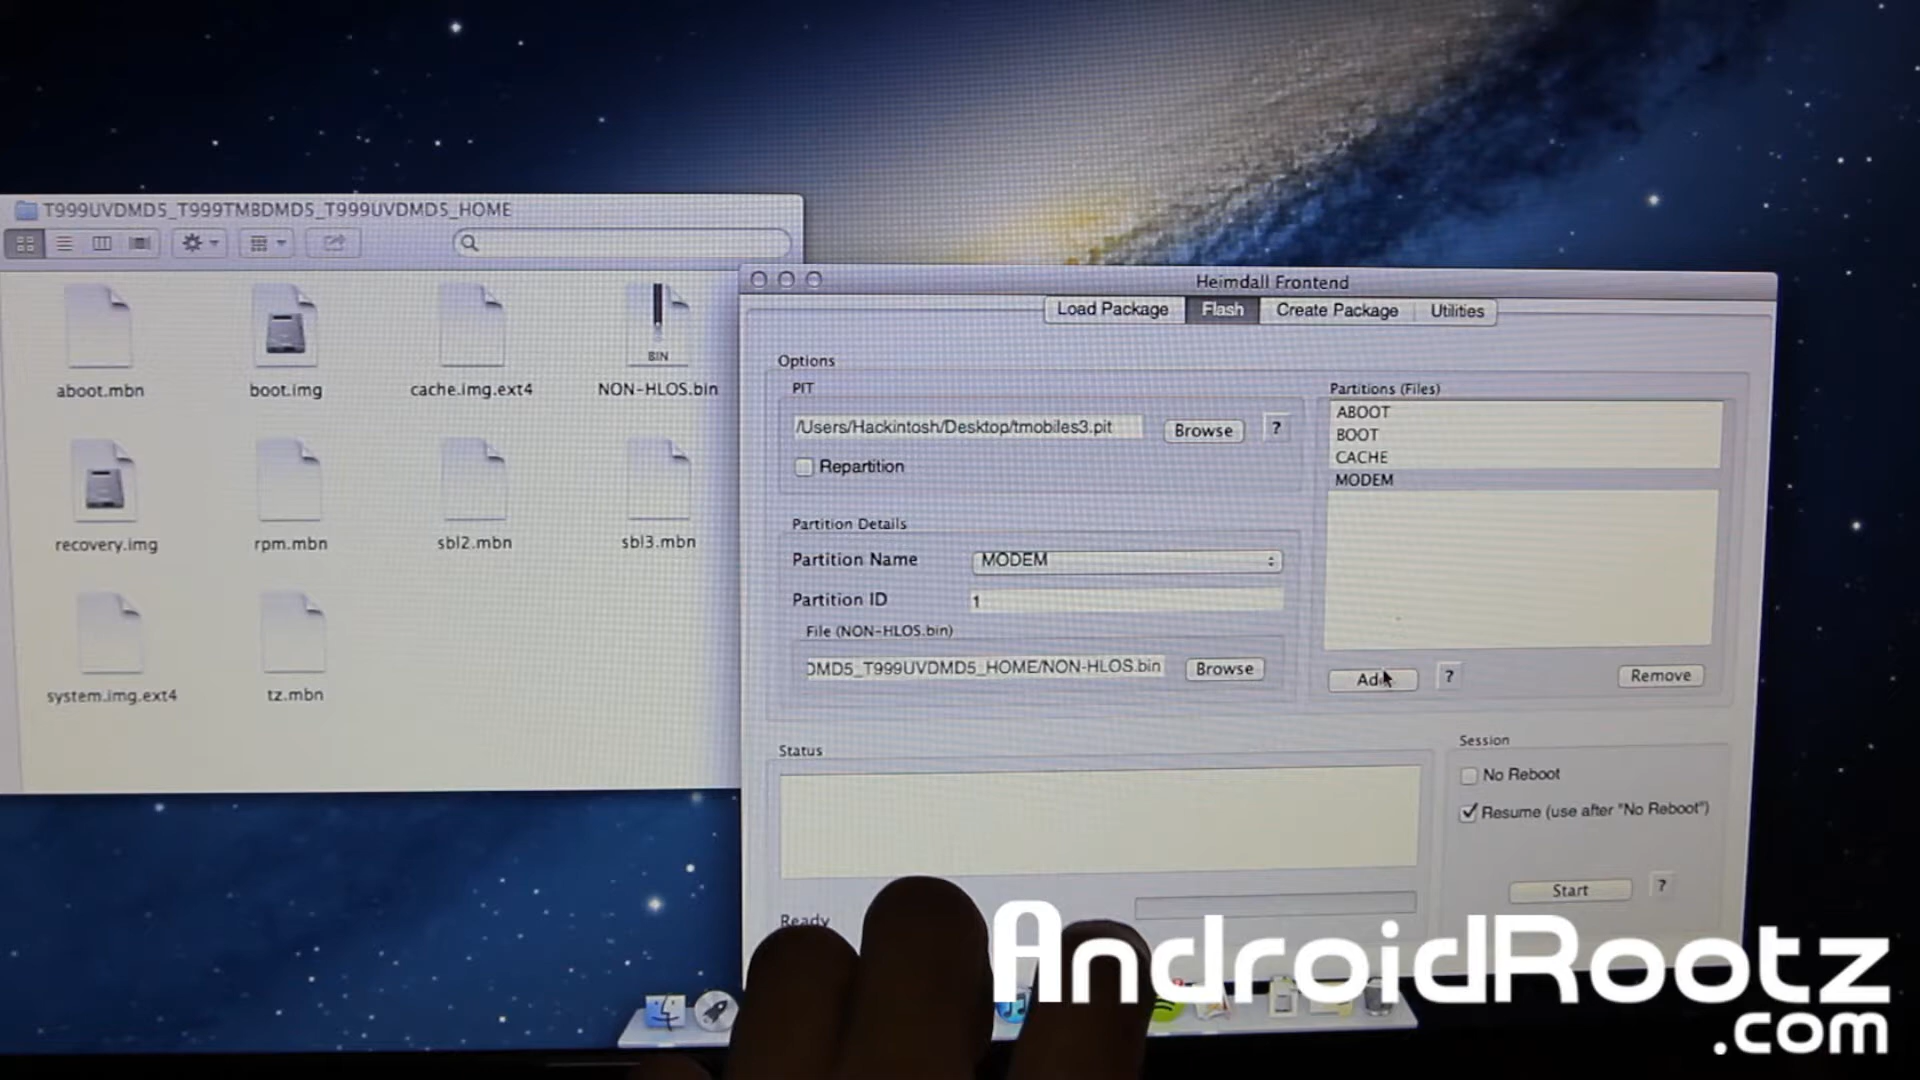 T999UVDMD5_T999TMBDMD5_T999UVDMD5_HOME
BIN
aboot.mbn
boot.img
cache.img.ext4
NON-HLOS.bin
recovery.img
rpm.mbn
sbl2.mbn
sbl3.mbn
system.img.ext4
tz.mbn
Heimdall Frontend
Load Package
Flash
Create Package
Utilities
Options
PIT
/Users/Hackintosh/Desktop/tmobiles3.pit
Browse
?
Repartition
Partition Details
Partition Name
MODEM
Partition ID
1
File (NON-HLOS.bin)
DMD5_T999UVDMD5_HOME/NON-HLOS.bin
Browse
Partitions (Files)
ABOOT
BOOT
CACHE
MODEM
Add
?
Remove
Status
Session
No Reboot
Resume (use after "No Reboot")
Start
?
Ready
AndroidRootz
.com